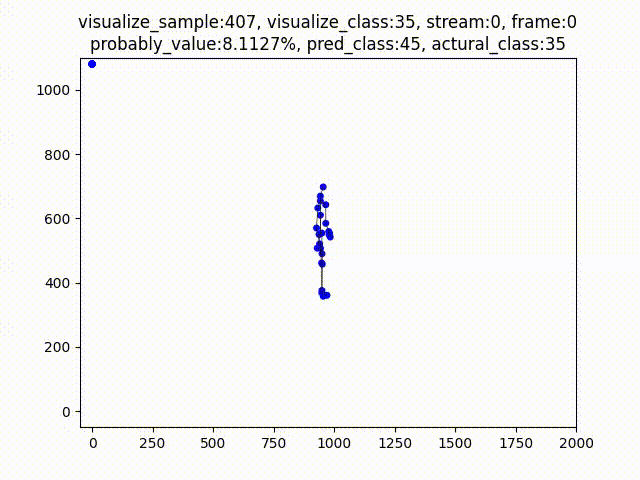 visualize_sample:407, visualize_class:35, stream:0, frame:0
probably_value:8.1127%, pred_class:45, actural_class:35
1000
800
600
400
200
0
0 250 500 750 1000 1250 1500 1750 2000